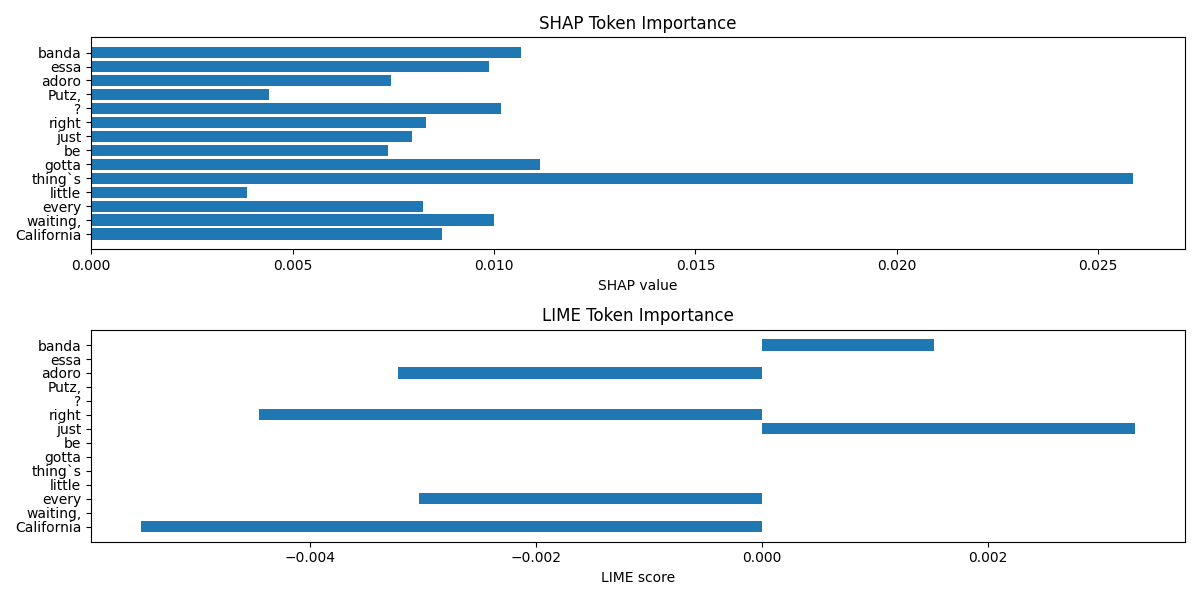 SHAP Token Importance
banda
essa
adoro
Putz,
?
right
just
be
gotta
thing`s
little
every
waiting,
California
0.000 0.005 0.010 0.015 0.020 0.025
SHAP value
LIME Token Importance
banda
essa
adoro
Putz,
?
right
just
be
gotta
thing`s
little
every
waiting,
California
−0.004 −0.002 0.000 0.002
LIME score